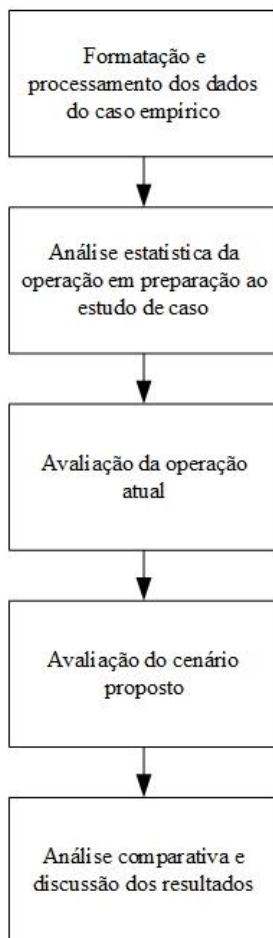 Formatação e
processamento dos dados
do caso empírico
Análise estatística da
operação em preparação ao
estudo de caso
Avaliação da operação
atual
Avaliação do cenário
proposto
Análise comparativa e
discussão dos resultados